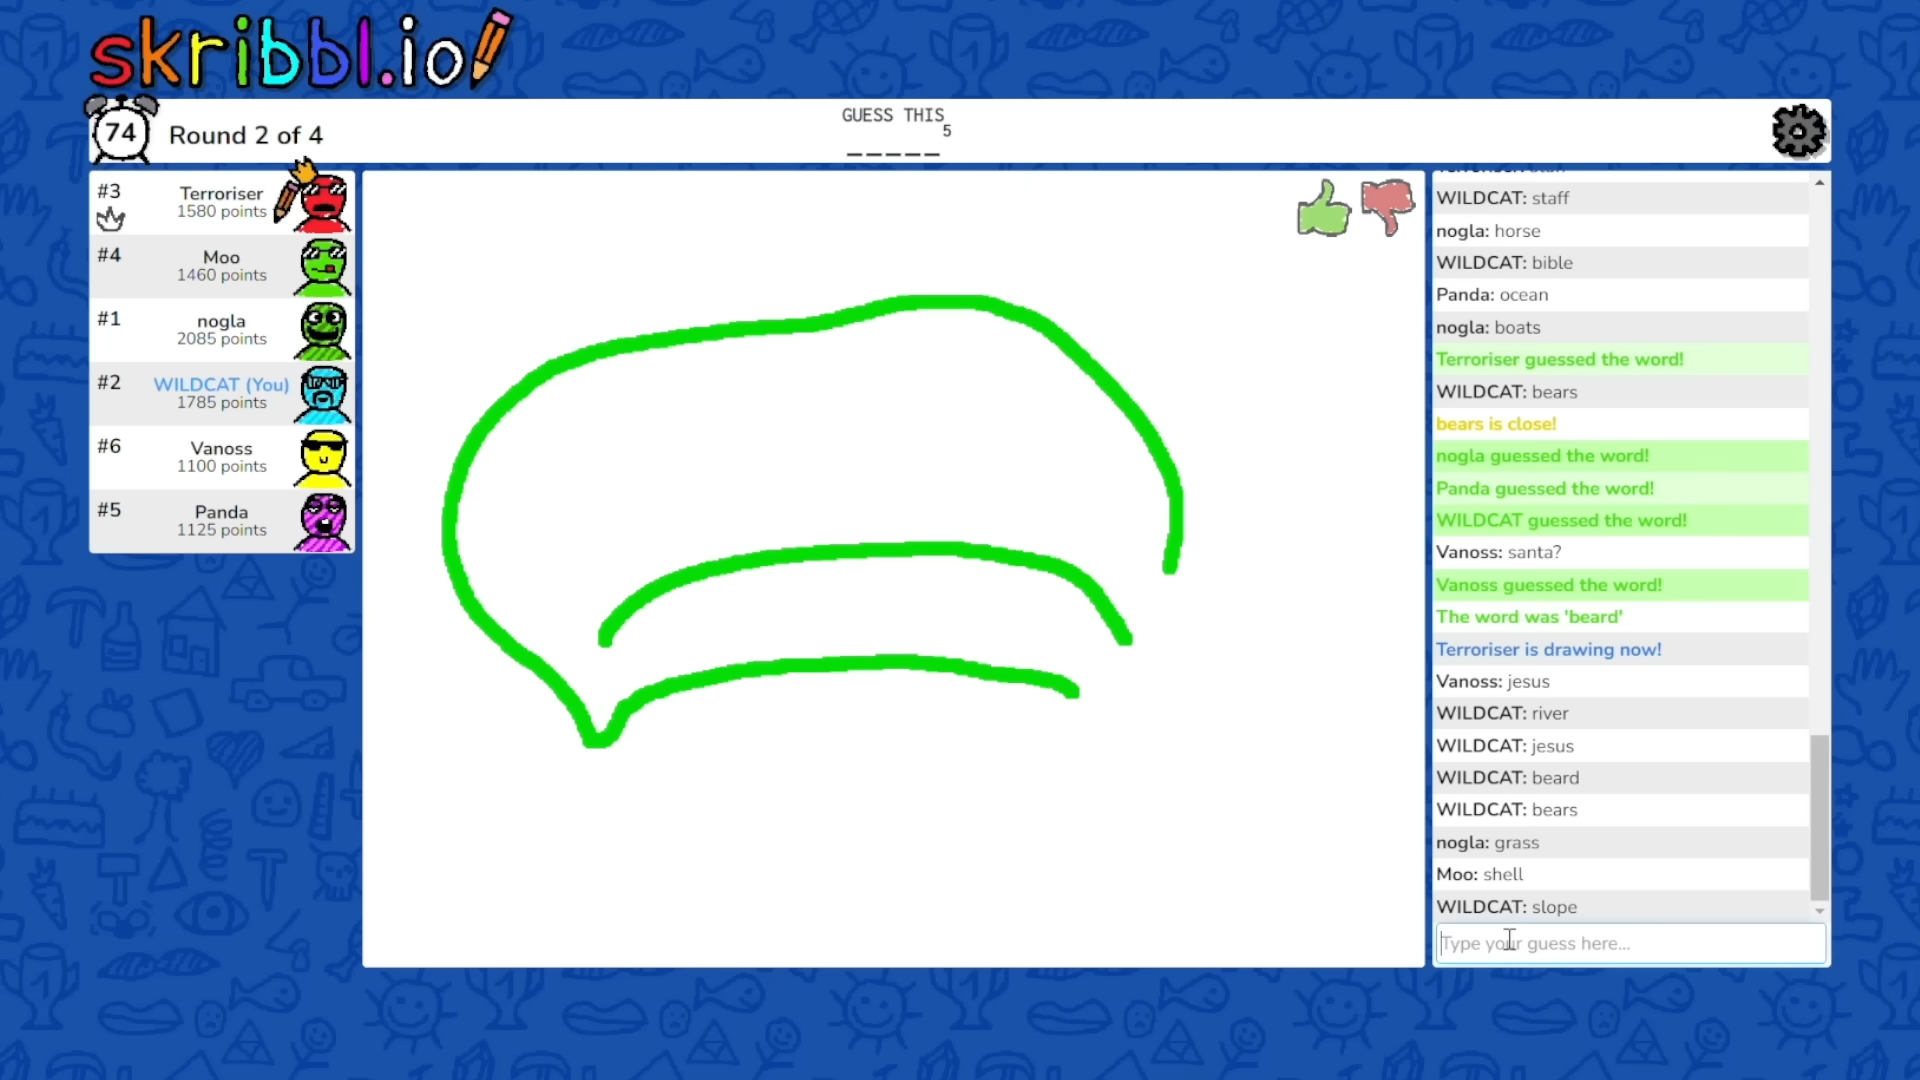 skribbl.io
74
Round 2 of 4
GUESS THIS
_____ 5
#3
Terroriser
1580 points
#4
Moo
1460 points
#1
nogla
2085 points
#2
WILDCAT (You)
1785 points
#6
Vanoss
1100 points
#5
Panda
1125 points
WILDCAT: staff
nogla: horse
WILDCAT: bible
Panda: ocean
nogla: boats
Terroriser guessed the word!
WILDCAT: bears
bears is close!
nogla guessed the word!
Panda guessed the word!
WILDCAT guessed the word!
Vanoss: santa?
Vanoss guessed the word!
The word was 'beard'
Terroriser is drawing now!
Vanoss: jesus
WILDCAT: river
WILDCAT: jesus
WILDCAT: beard
WILDCAT: bears
nogla: grass
Moo: shell
WILDCAT: slope
Type your guess here...